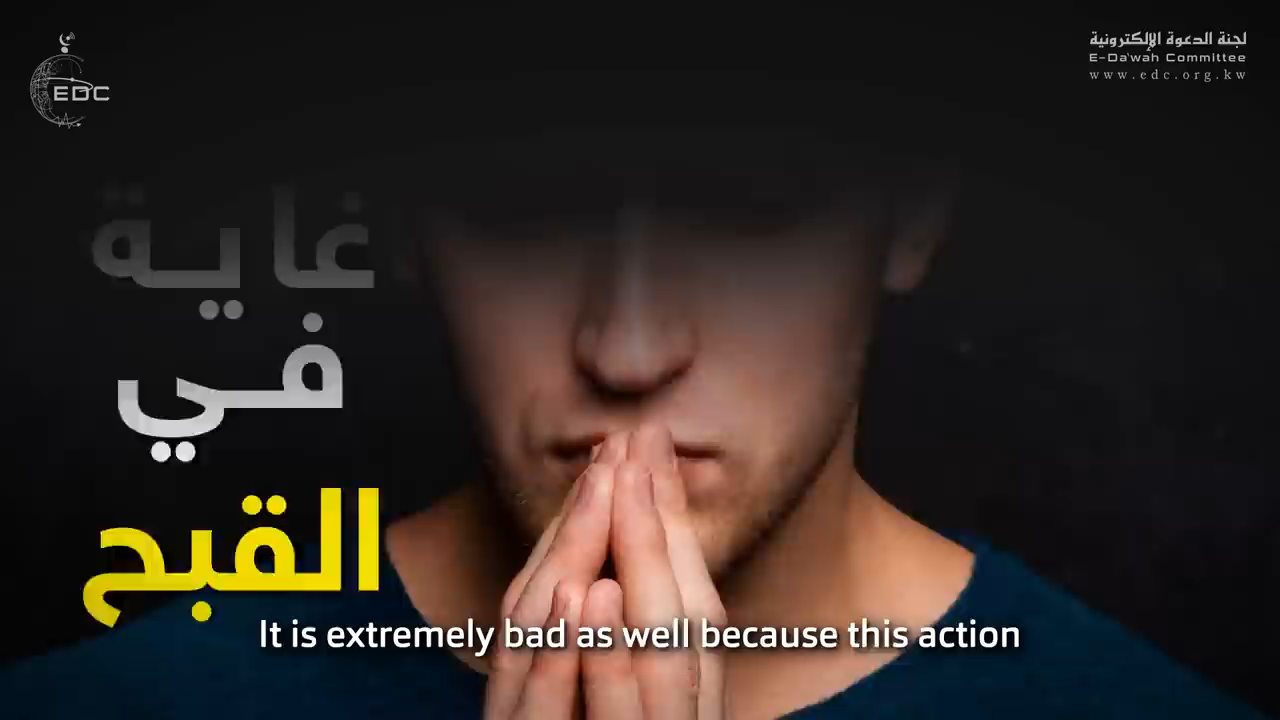 EDC
لجنة الدعوة الإلكترونية
E-Da'wah Committee
www.edc.org.kw
غاية
في
القبح
It is extremely bad as well because this action